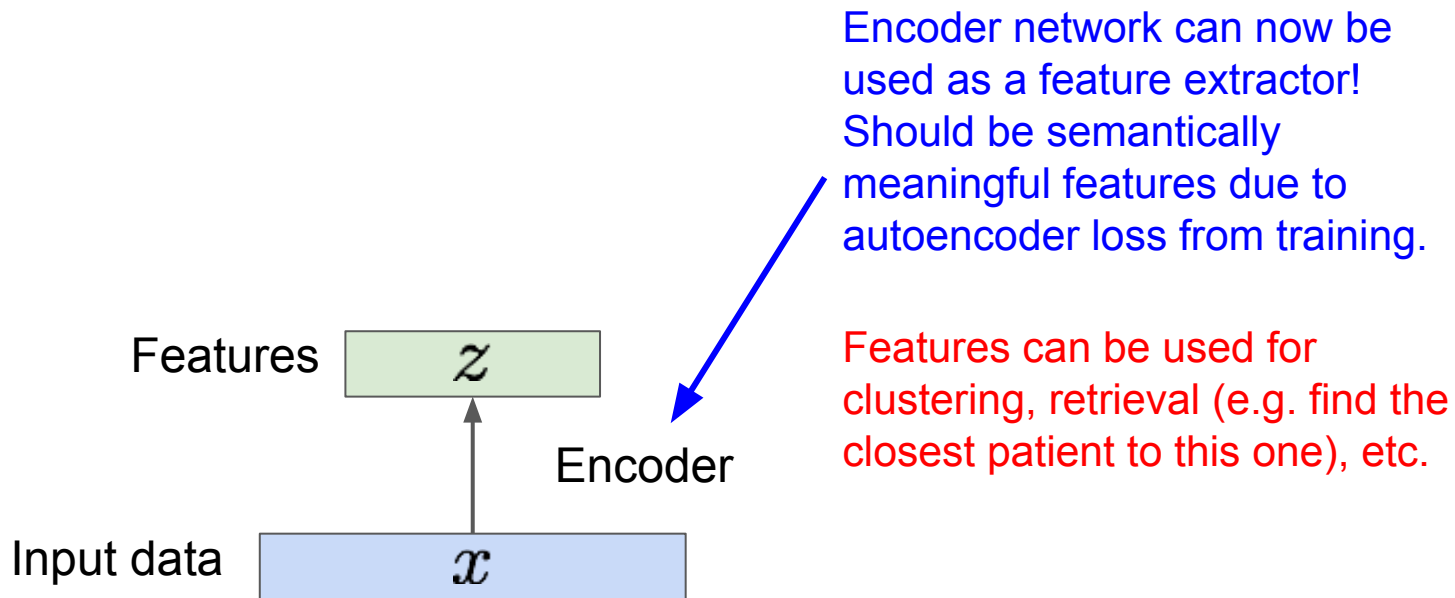 Encoder network can now be
used as a feature extractor!
Should be semantically
meaningful features due to
autoencoder loss from training.
Features can be used for
clustering, retrieval (e.g. find the
closest patient to this one), etc.
Features
z
Encoder
Input data
x